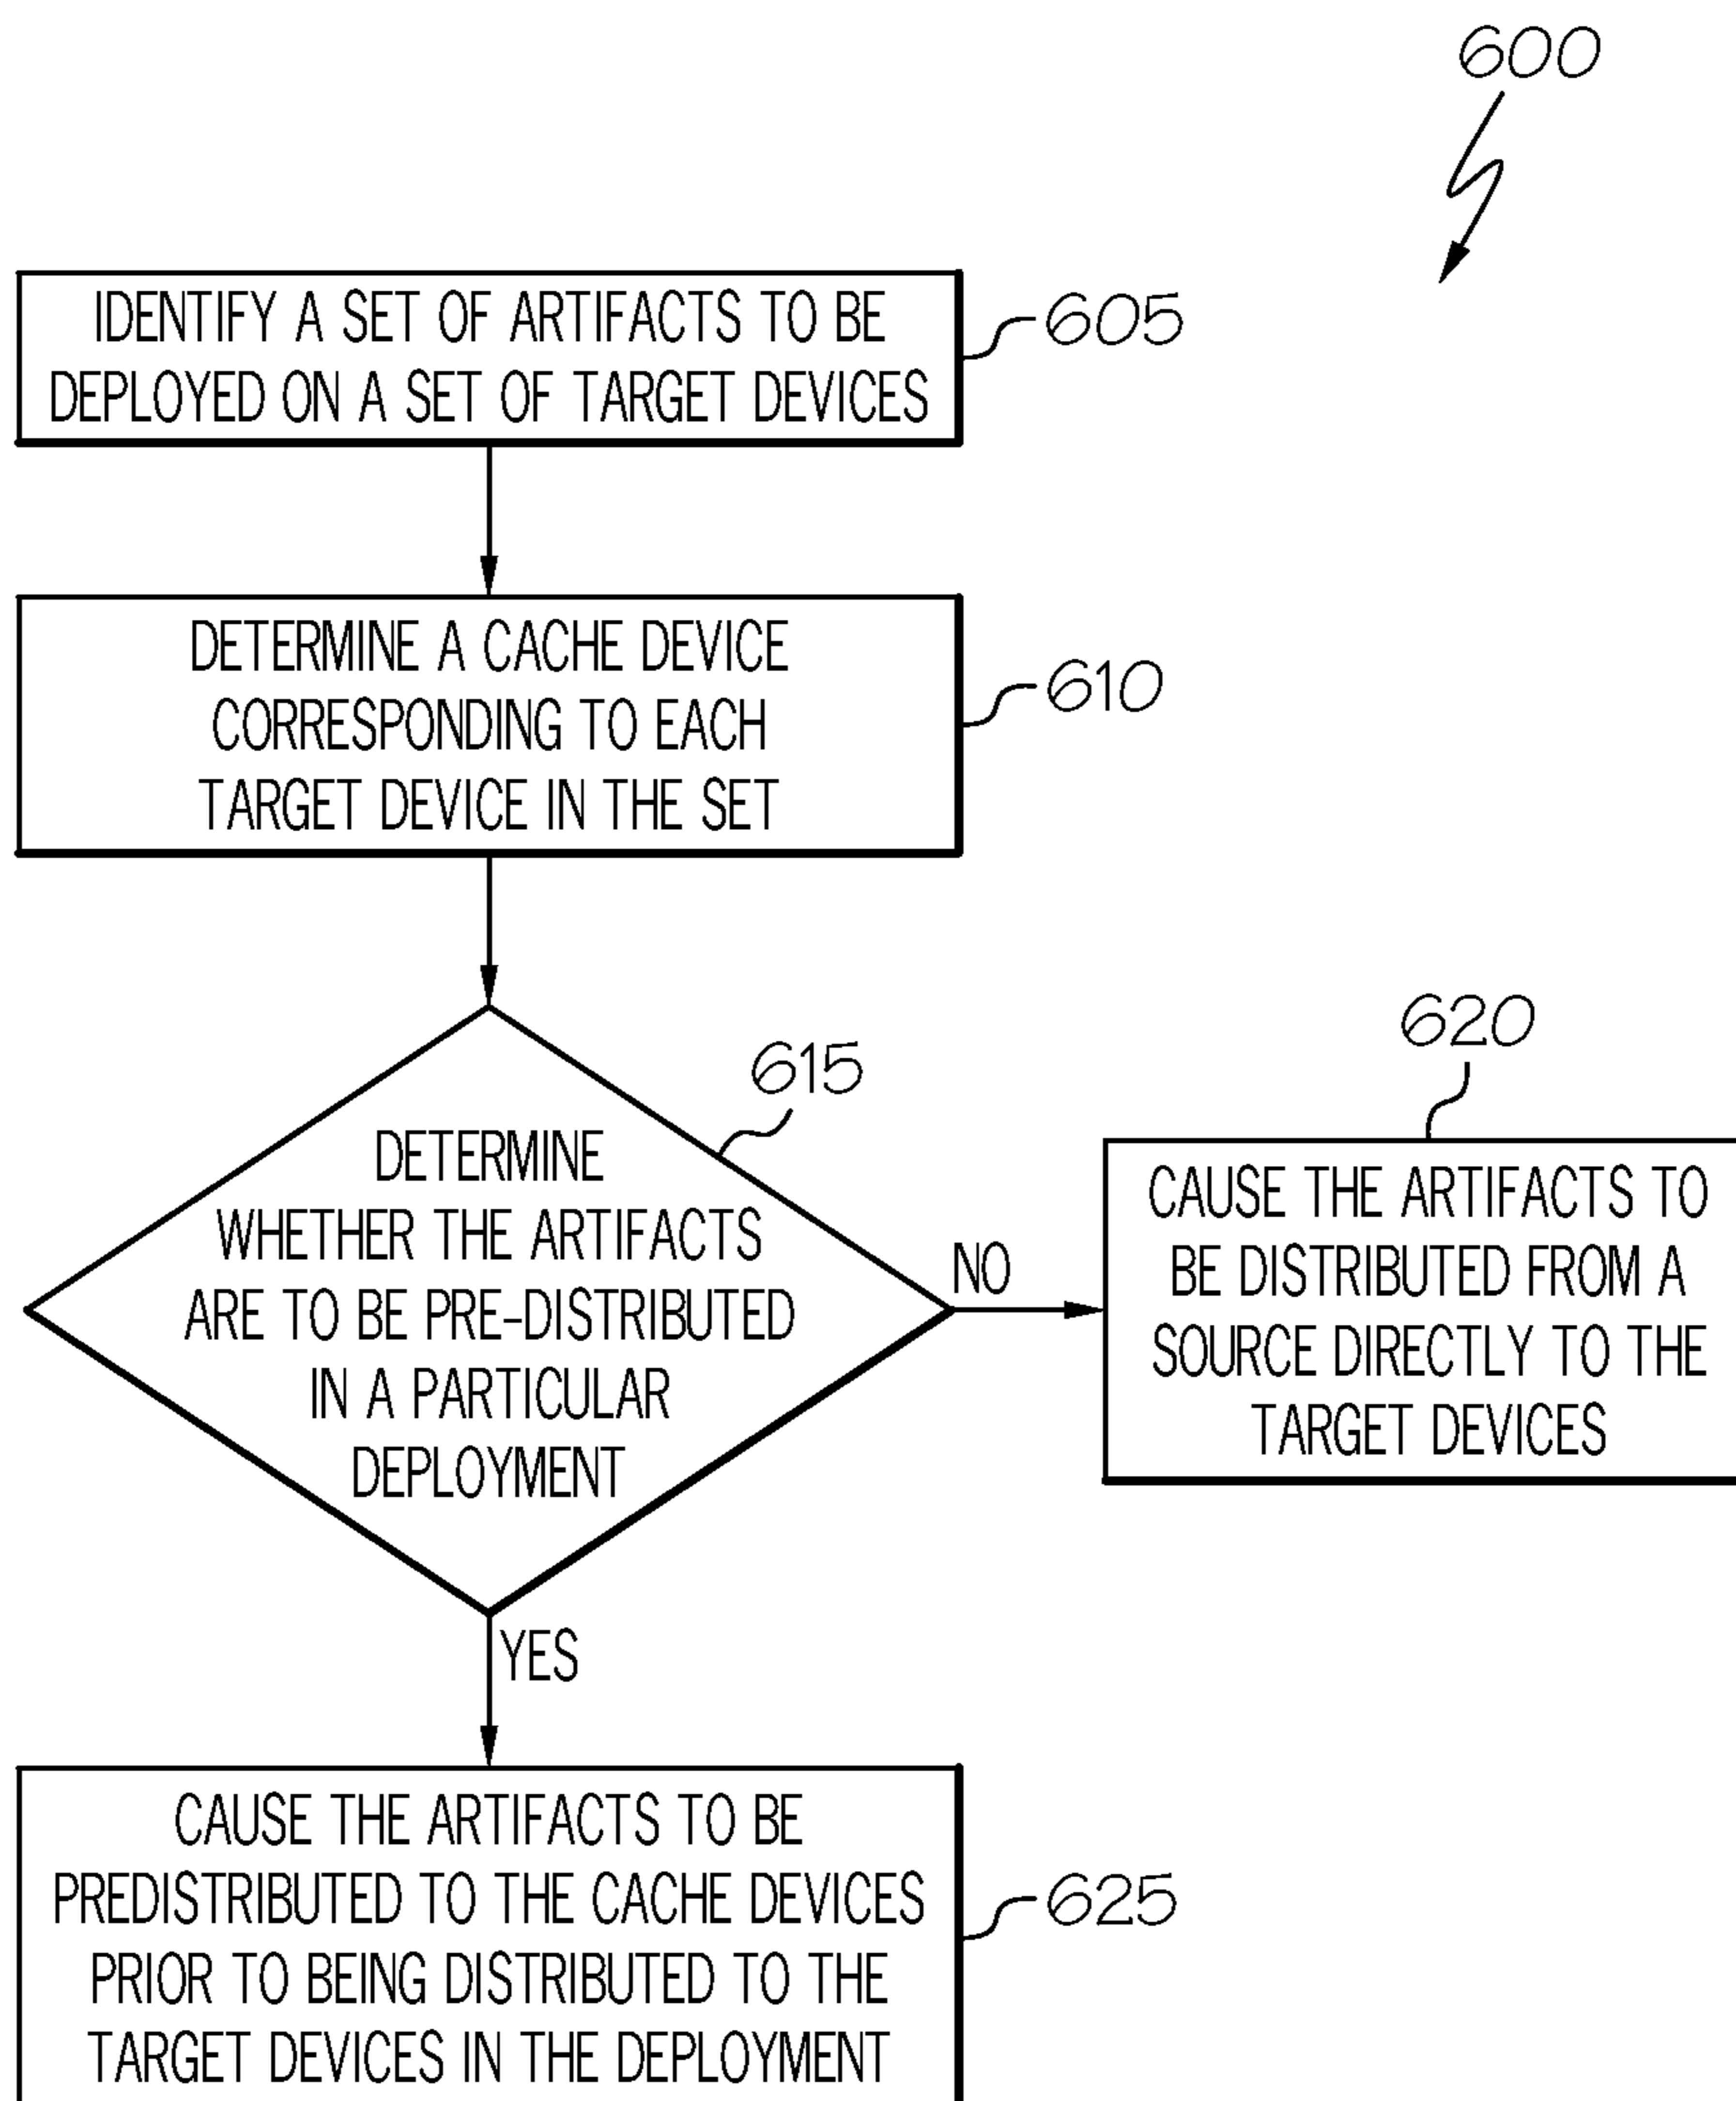 600
IDENTIFY A SET OF ARTIFACTS TO BE
DEPLOYED ON A SET OF TARGET DEVICES
605
DETERMINE A CACHE DEVICE
CORRESPONDING TO EACH
TARGET DEVICE IN THE SET
610
615
DETERMINE
WHETHER THE ARTIFACTS
ARE TO BE PRE-DISTRIBUTED
IN A PARTICULAR
DEPLOYMENT
NO
620
CAUSE THE ARTIFACTS TO
BE DISTRIBUTED FROM A
SOURCE DIRECTLY TO THE
TARGET DEVICES
YES
CAUSE THE ARTIFACTS TO BE
PREDISTRIBUTED TO THE CACHE DEVICES
PRIOR TO BEING DISTRIBUTED TO THE
TARGET DEVICES IN THE DEPLOYMENT
625